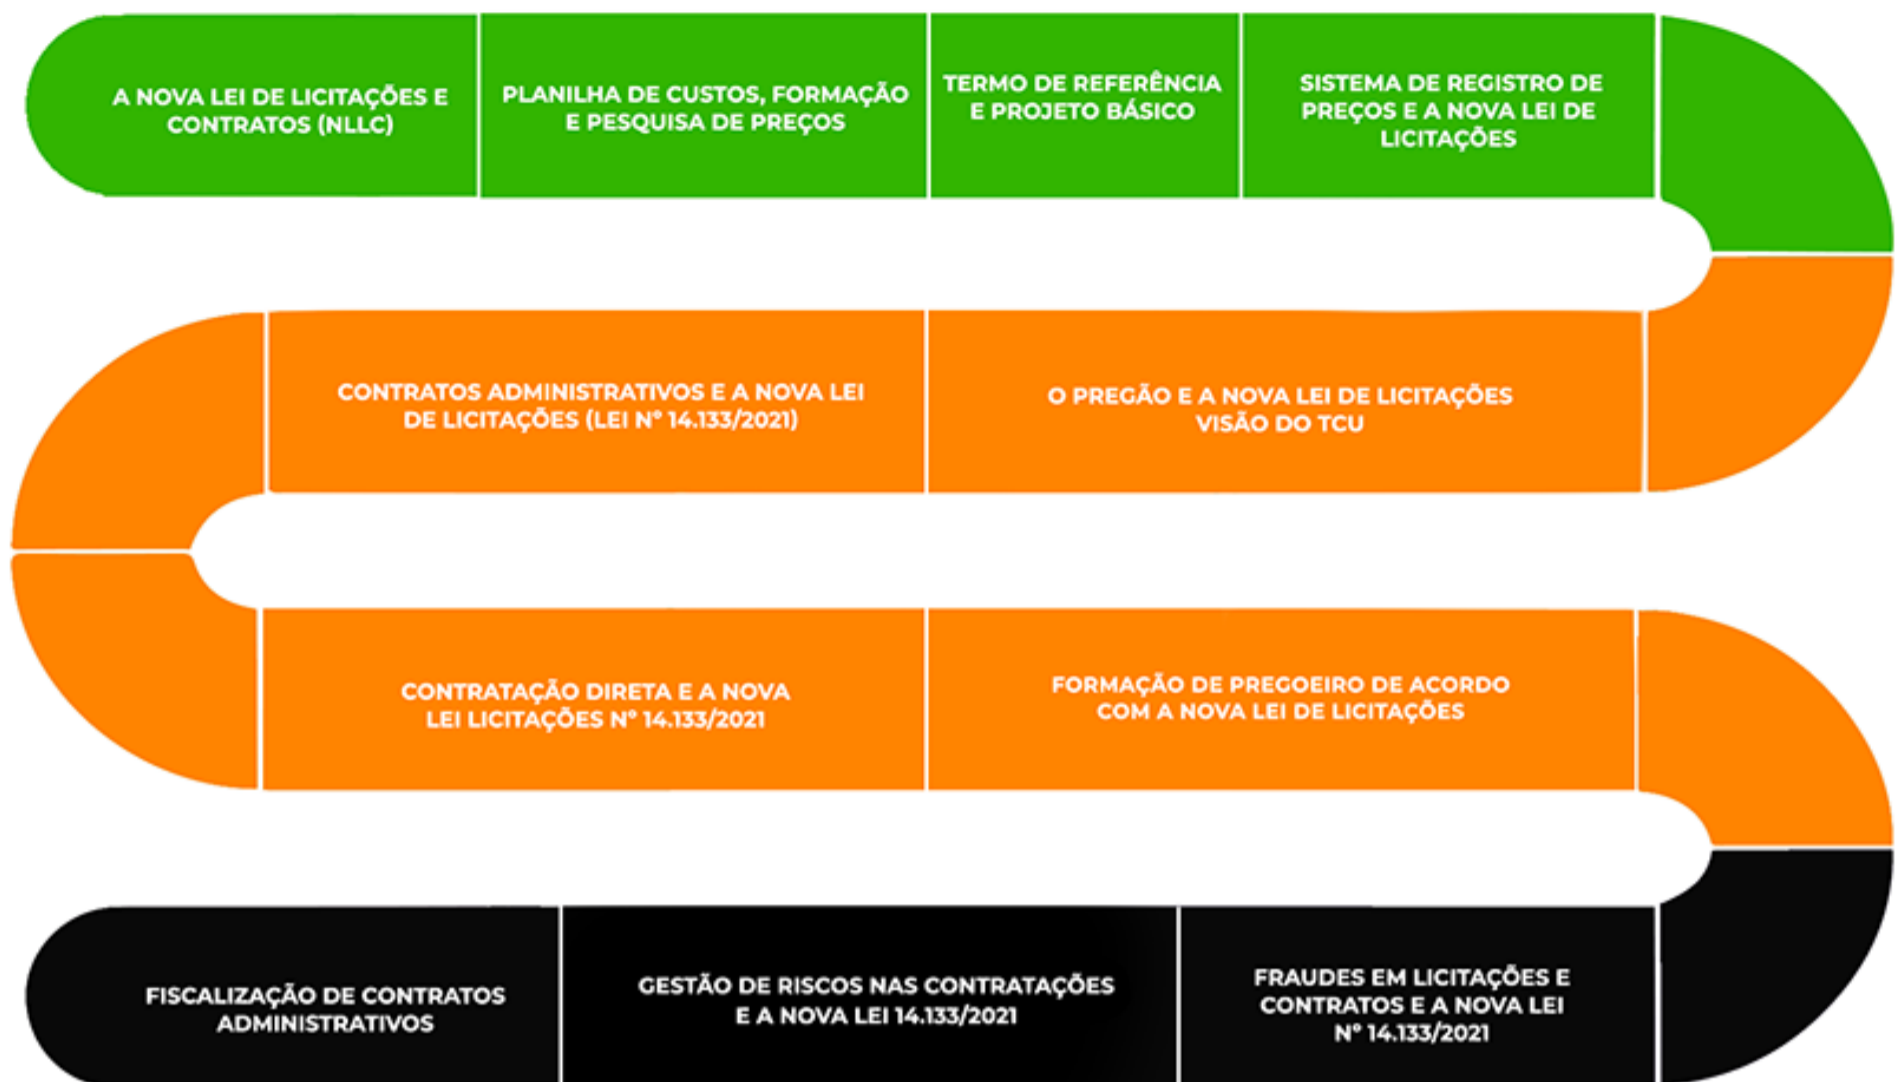 A NOVA LEI DE LICITAÇÕES E
CONTRATOS (NLLC)
PLANILHA DE CUSTOS, FORMAÇÃO
E PESQUISA DE PREÇOS
TERMO DE REFERÊNCIA
E PROJETO BÁSICO
SISTEMA DE REGISTRO DE
PREÇOS E A NOVA LEI DE
LICITAÇÕES
CONTRATOS ADMINISTRATIVOS E A NOVA LEI
DE LICITAÇÕES (LEI Nº 14.133/2021)
O PREGÃO E A NOVA LEI DE LICITAÇÕES
VISÃO DO TCU
CONTRATAÇÃO DIRETA E A NOVA
LEI LICITAÇÕES Nº 14.133/2021
FORMAÇÃO DE PREGOEIRO DE ACORDO
COM A NOVA LEI DE LICITAÇÕES
FISCALIZAÇÃO DE CONTRATOS
ADMINISTRATIVOS
GESTÃO DE RISCOS NAS CONTRATAÇÕES
E A NOVA LEI 14.133/2021
FRAUDES EM LICITAÇÕES E
CONTRATOS E A NOVA LEI
Nº 14.133/2021